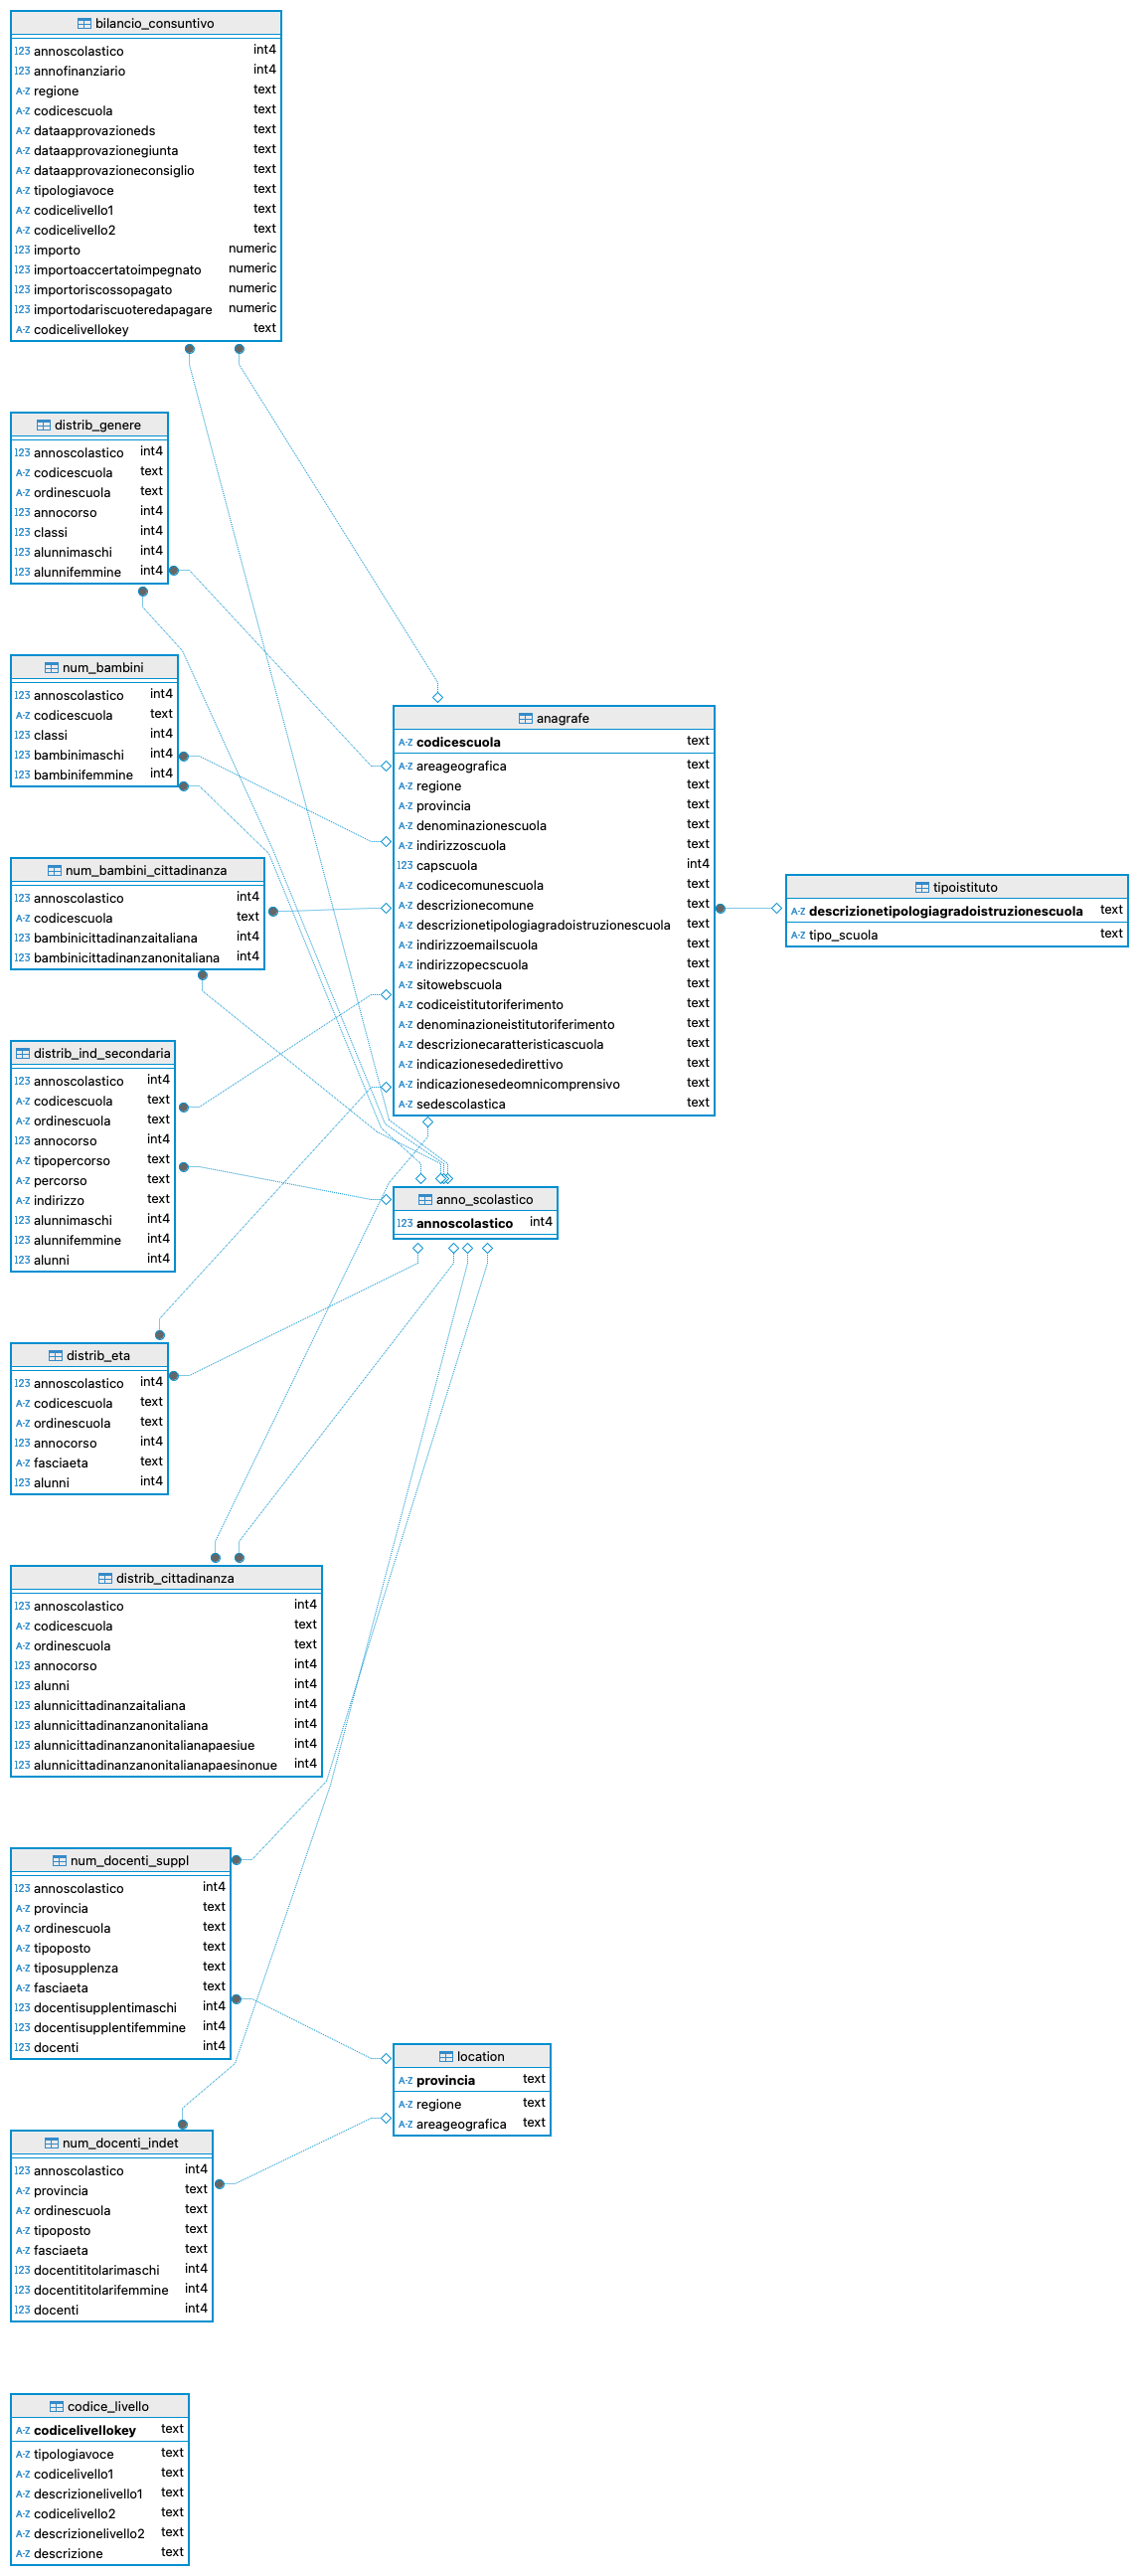 bilancio_consuntivo
123 annoscolastico int4
123 annofinanziario int4
A-Z regione text
A-Z codicescuola text
A-Z dataapprovazioneds text
A-Z dataapprovazionegiunta text
A-Z dataapprovazioneconsiglio text
A-Z tipologiavoce text
A-Z codicelivello1 text
A-Z codicelivello2 text
123 importo numeric
123 importoaccertatoimpegnato numeric
123 importoriscossopagato numeric
123 importodariscuoteredapagare numeric
A-Z codicelivellokey text
distrib_genere
123 annoscolastico int4
A-Z codicescuola text
A-Z ordinescuola text
123 annocorso int4
123 classi int4
123 alunnimaschi int4
123 alunnifemmine int4
num_bambini
123 annoscolastico int4
A-Z codicescuola text
123 classi int4
123 bambinimaschi int4
123 bambinifemmine int4
anagrafe
A-Z codicescuola text
A-Z areageografica text
A-Z regione text
A-Z provincia text
A-Z denominazionescuola text
A-Z indirizzoscuola text
123 capscuola int4
A-Z codicecomunescuola text
A-Z descrizionecomune text
A-Z descrizionetipologiagradoistruzionescuola text
A-Z indirizzoemailscuola text
A-Z indirizzopecscuola text
A-Z sitowebscuola text
A-Z codiceistitutoriferimento text
A-Z denominazioneistitutoriferimento text
A-Z descrizionecaratteristicascuola text
A-Z indicazionesededirettivo text
A-Z indicazionesedeomnicomprensivo text
A-Z sedescolastica text
tipoistituto
A-Z descrizionetipologiagradoistruzionescuola text
A-Z tipo_scuola text
num_bambini_cittadinanza
123 annoscolastico int4
A-Z codicescuola text
123 bambinicittadinanzaitaliana int4
123 bambinicittadinanzanonitaliana int4
distrib_ind_secondaria
123 annoscolastico int4
A-Z codicescuola text
A-Z ordinescuola text
123 annocorso int4
A-Z tipopercorso text
A-Z percorso text
A-Z indirizzo text
123 alunnimaschi int4
123 alunnifemmine int4
123 alunni int4
anno_scolastico
123 annoscolastico int4
distrib_eta
123 annoscolastico int4
A-Z codicescuola text
A-Z ordinescuola text
123 annocorso int4
A-Z fasciaeta text
123 alunni int4
distrib_cittadinanza
123 annoscolastico int4
A-Z codicescuola text
A-Z ordinescuola text
123 annocorso int4
123 alunni int4
123 alunnicittadinanzaitaliana int4
123 alunnicittadinanzanonitaliana int4
123 alunnicittadinanzanonitalianapaesiue int4
123 alunnicittadinanzanonitalianapaesinonue int4
num_docenti_suppl
123 annoscolastico int4
A-Z provincia text
A-Z ordinescuola text
A-Z tipoposto text
A-Z tiposupplenza text
A-Z fasciaeta text
123 docentisupplentimaschi int4
123 docentisupplentifemmine int4
123 docenti int4
location
A-Z provincia text
A-Z regione text
A-Z areageografica text
num_docenti_indet
123 annoscolastico int4
A-Z provincia text
A-Z ordinescuola text
A-Z tipoposto text
A-Z fasciaeta text
123 docentititolarimaschi int4
123 docentititolarifemmine int4
123 docenti int4
codice_livello
A-Z codicelivellokey text
A-Z tipologiavoce text
A-Z codicelivello1 text
A-Z descrizionelivello1 text
A-Z codicelivello2 text
A-Z descrizionelivello2 text
A-Z descrizione text